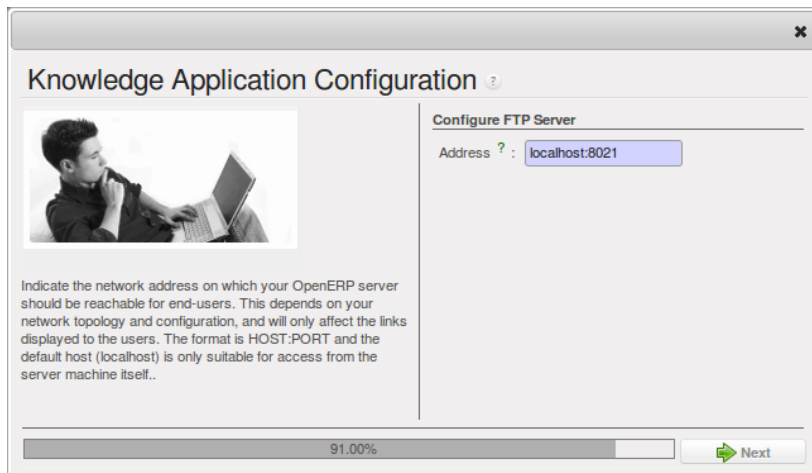 Knowledge Application Configuration ?
Configure FTP Server
Address ? : localhost:8021
Indicate the network address on which your OpenERP server
should be reachable for end-users. This depends on your
network topology and configuration, and will only affect the links
displayed to the users. The format is HOST:PORT and the
default host (localhost) is only suitable for access from the
server machine itself..
91.00%
Next